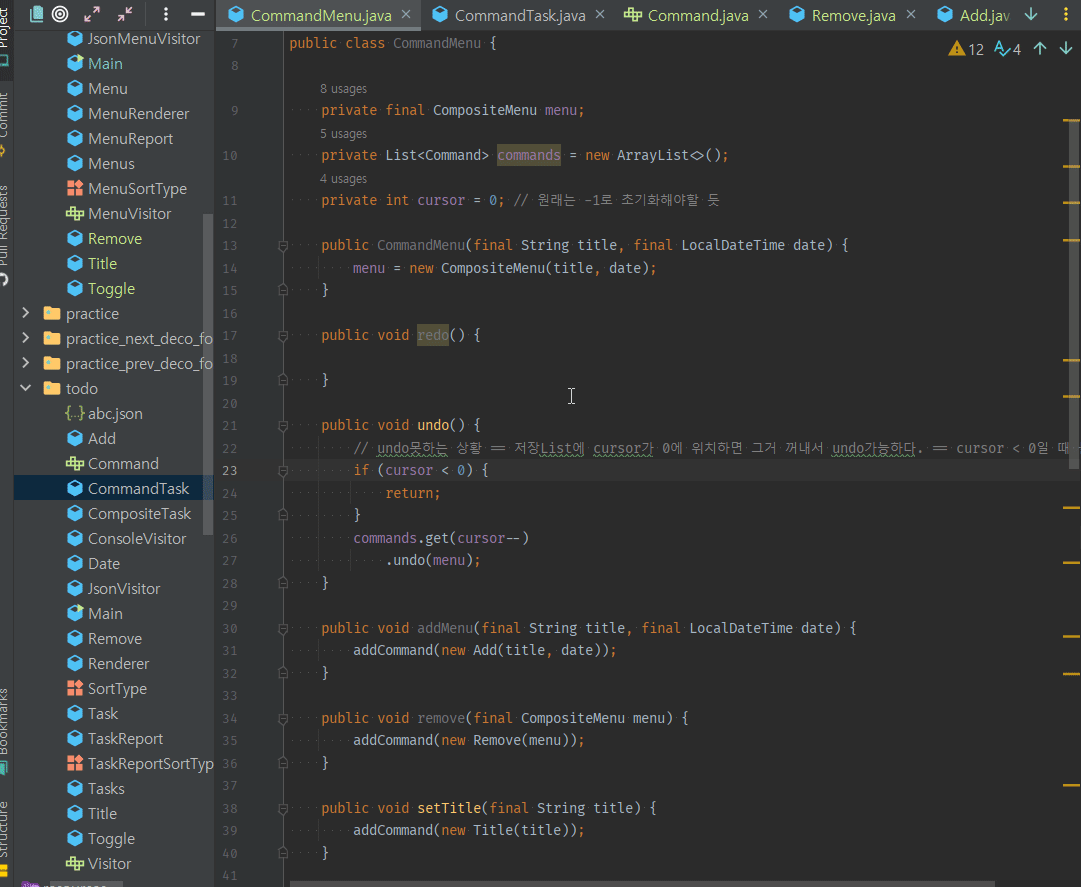 Project
Commit
Pull Requests
Bookmarks
Structure
JsonMenuVisitor
Main
Menu
MenuRenderer
MenuReport
Menus
MenuSortType
MenuVisitor
Remove
Title
Toggle
practice
practice_next_deco_fo
practice_prev_deco_fo
todo
abc.json
Add
Command
CommandTask
CompositeTask
ConsoleVisitor
Date
JsonVisitor
Main
Remove
Renderer
SortType
Task
TaskReport
TaskReportSortTyp
Tasks
Title
Toggle
Visitor
CommandMenu.java CommandTask.java Command.java Remove.java Add.jav
12 4
7 public class CommandMenu {
8
8 usages
9 private final CompositeMenu menu;
5 usages
10 private List<Command> commands = new ArrayList<>();
4 usages
11 private int cursor = 0; // 원래는 -1로 초기화해야할 듯
12
13 public CommandMenu(final String title, final LocalDateTime date) {
14 menu = new CompositeMenu(title, date);
15 }
16
17 public void redo() {
18
19 }
20
21 public void undo() {
22 // undo못하는 상황 == 저장List에 cursor가 0에 위치하면 그거 꺼내서 undo가능하다. == cursor < 0일 때
23 if (cursor < 0) {
24 return;
25 }
26 commands.get(cursor--)
27 .undo(menu);
28 }
29
30 public void addMenu(final String title, final LocalDateTime date) {
31 addCommand(new Add(title, date));
32 }
33
34 public void remove(final CompositeMenu menu) {
35 addCommand(new Remove(menu));
36 }
37
38 public void setTitle(final String title) {
39 addCommand(new Title(title));
40 }
41